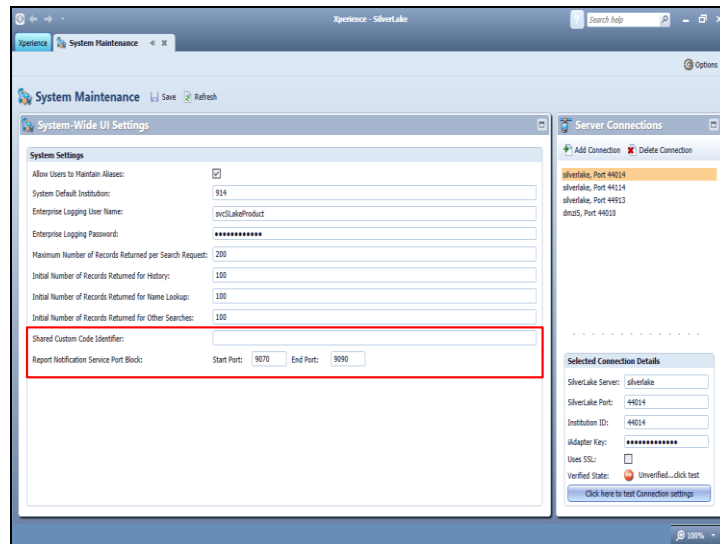 Xperience - SilverLake
Search help
Xperience
System Maintenance
Options
System Maintenance Save Refresh
System-Wide UI Settings
System Settings
Allow Users to Maintain Aliases:
System Default Institution: 914
Enterprise Logging User Name: svcSLakeProduct
Enterprise Logging Password: ••••••••••••
Maximum Number of Records Returned per Search Request: 200
Initial Number of Records Returned for History: 100
Initial Number of Records Returned for Name Lookup: 100
Initial Number of Records Returned for Other Searches: 100
Shared Custom Code Identifier:
Report Notification Service Port Block: Start Port: 9070 End Port: 9090
Server Connections
Add Connection Delete Connection
silverlake, Port 44014
silverlake, Port 44114
silverlake, Port 44913
dmzi5, Port 44010
Selected Connection Details
SilverLake Server: silverlake
SilverLake Port: 44014
Institution ID: 44014
iAdapter Key: •••••••••••••
Uses SSL:
Verified State: Unverified...click test
Click here to test Connection settings
100%